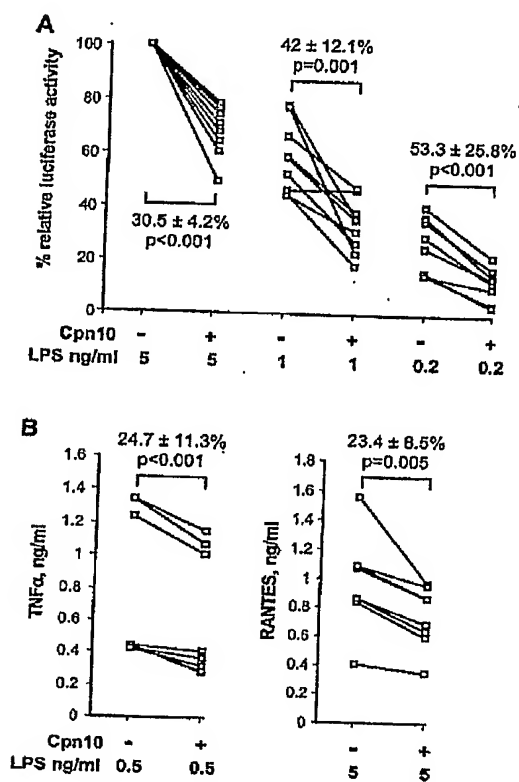 A
% relative luciferase activity
100
80
60
40
20
0
30.5 ± 4.2%
p<0.001
42 ± 12.1%
p=0.001
53.3 ± 25.8%
p<0.001
Cpn10 - + - + - +
LPS ng/ml 5 5 1 1 0.2 0.2
B
24.7 ± 11.3%
p<0.001
TNFα, ng/ml
1.6
1.4
1.2
1
0.8
0.6
0.4
0.2
0
Cpn10 - +
LPS ng/ml 0.5 0.5
23.4 ± 8.5%
p=0.005
RANTES, ng/ml
1.8
1.6
1.4
1.2
1
0.8
0.6
0.4
0.2
0
- +
5 5